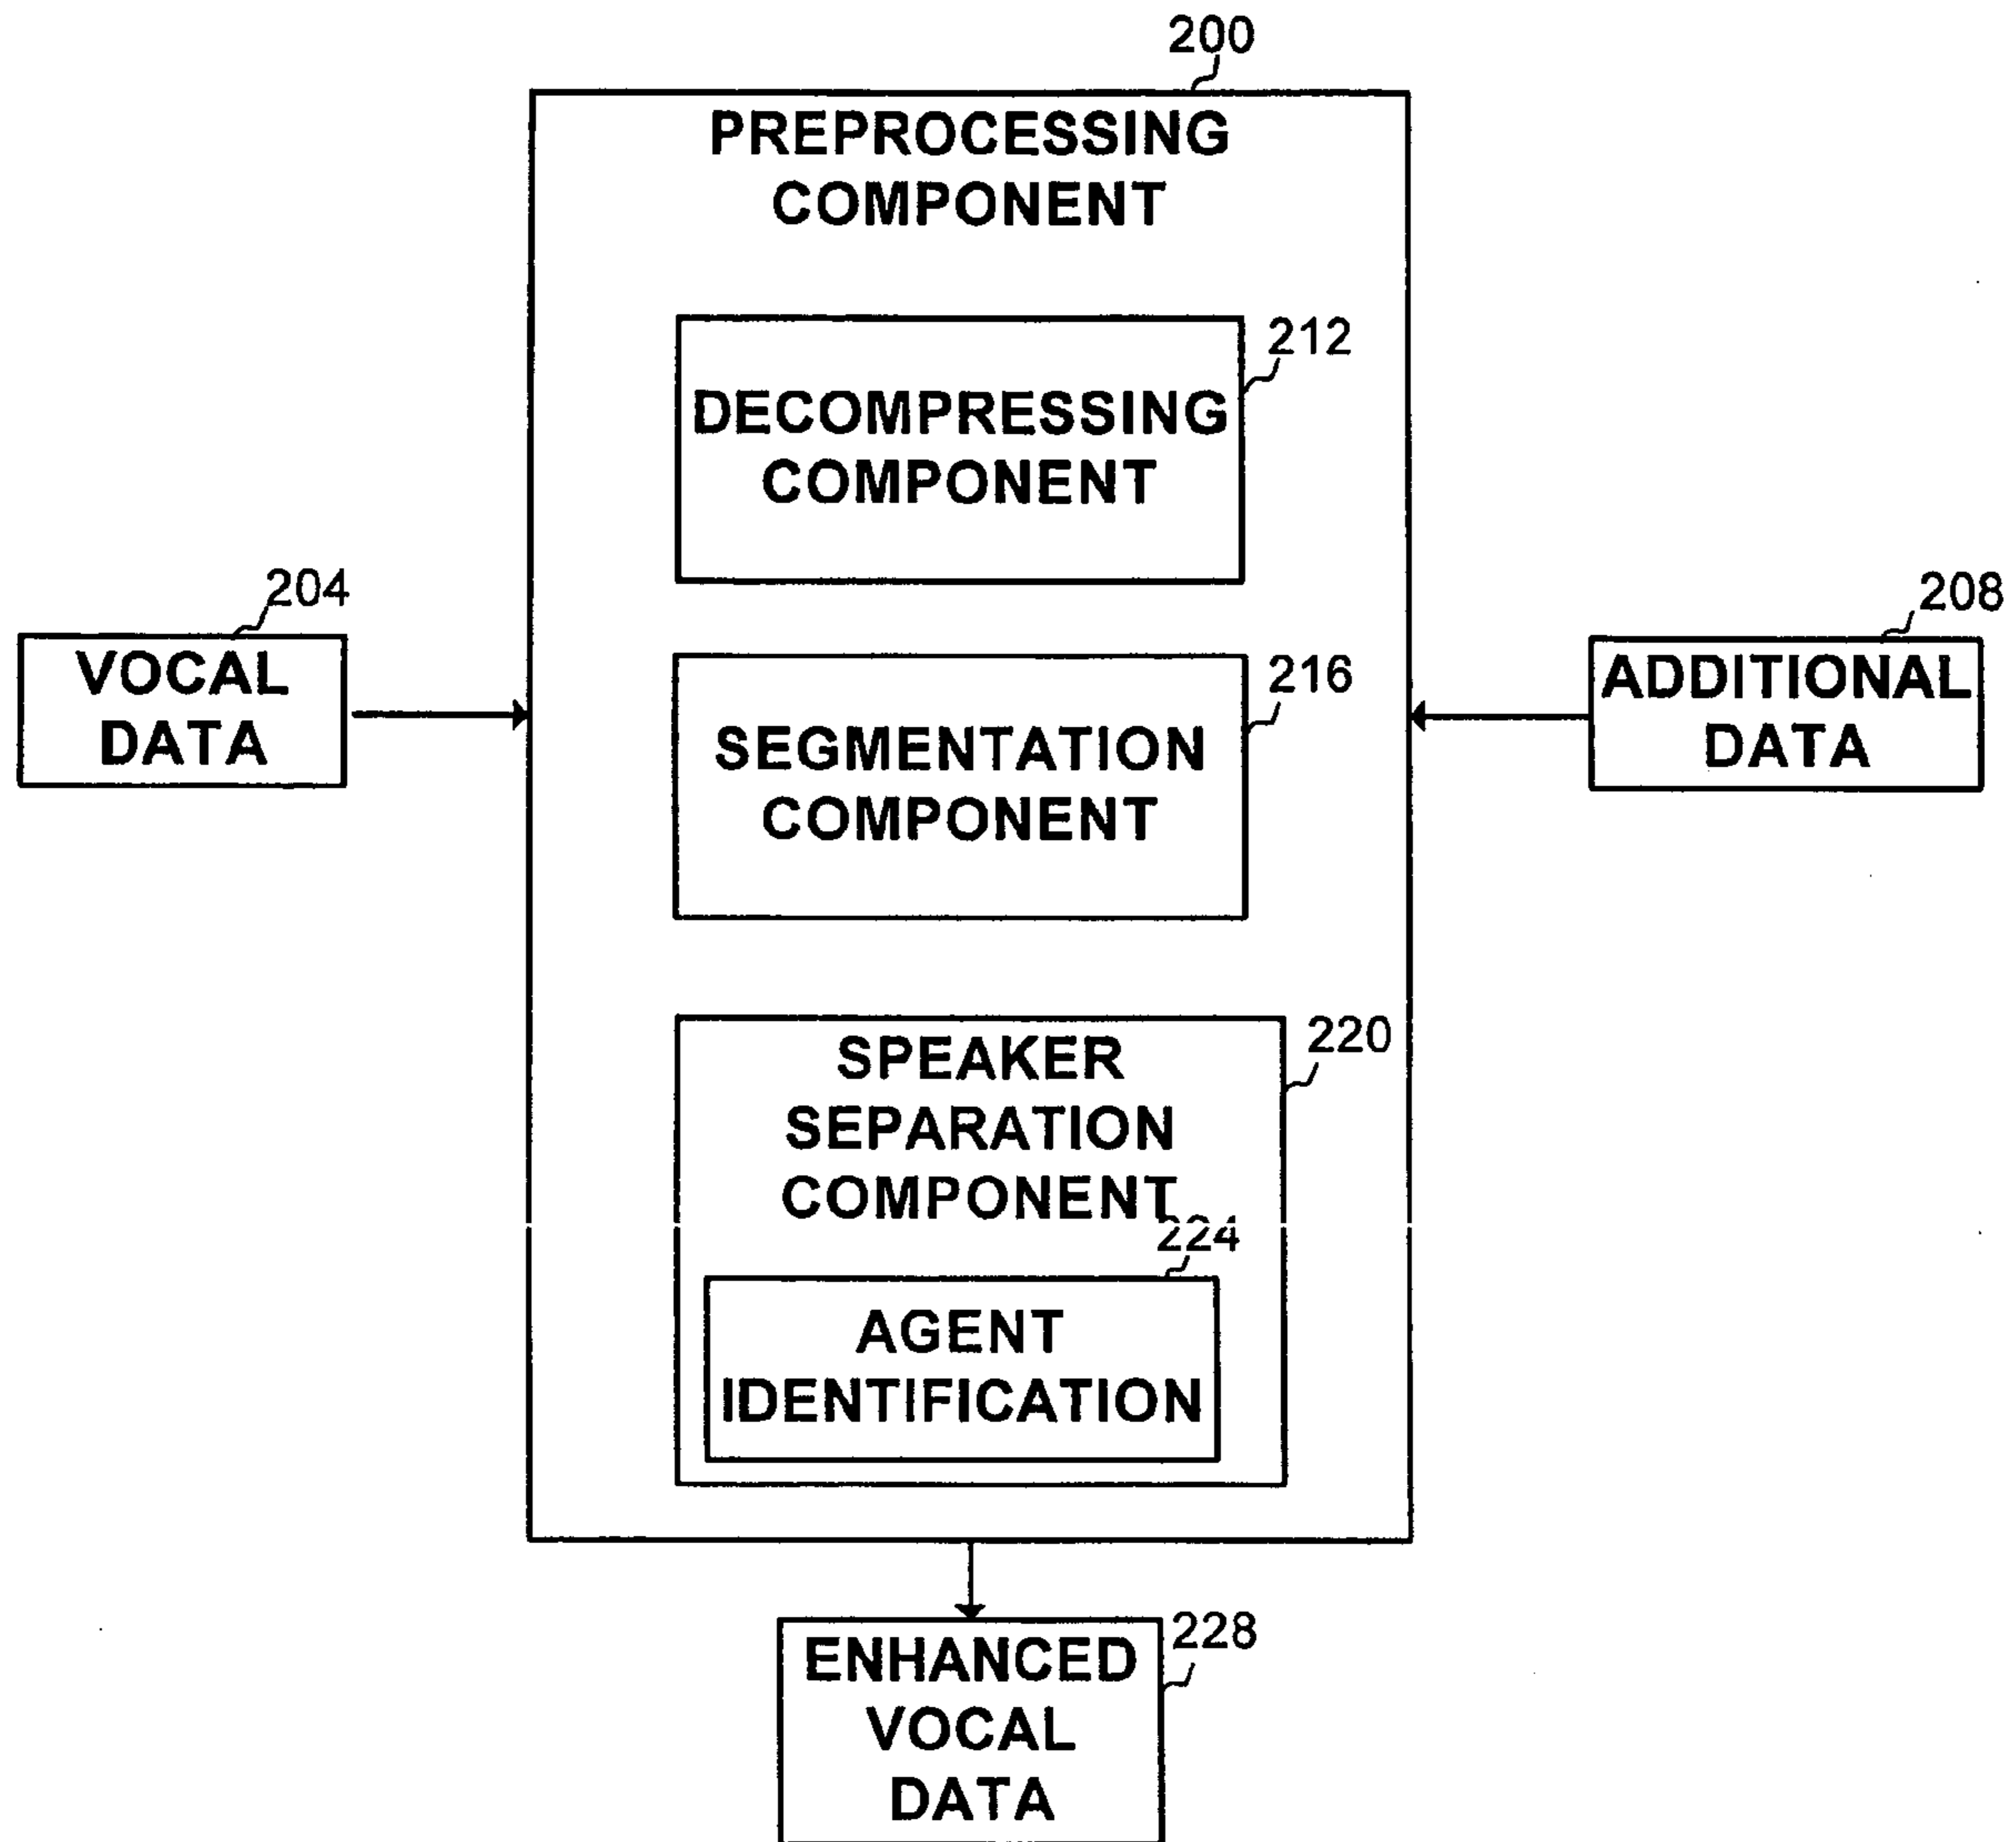 200
PREPROCESSING
COMPONENT
212
DECOMPRESSING
COMPONENT
204
VOCAL
DATA
208
ADDITIONAL
DATA
216
SEGMENTATION
COMPONENT
220
SPEAKER
SEPARATION
COMPONENT
224
AGENT
IDENTIFICATION
228
ENHANCED
VOCAL
DATA